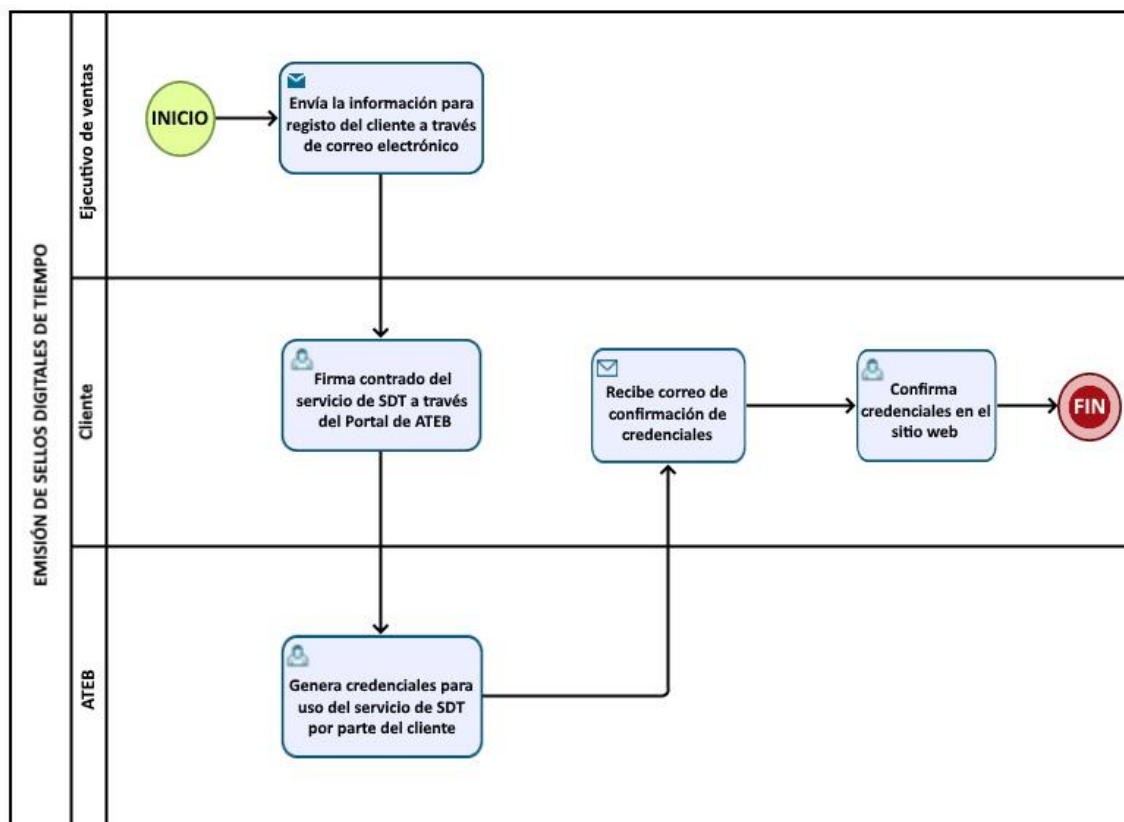 EMISIÓN DE SELLOS DIGITALES DE TIEMPO
Ejecutivo de ventas
INICIO
Envía la información para
registo del cliente a través
de correo electrónico
Cliente
Firma contrado del
servicio de SDT a través
del Portal de ATEB
Recibe correo de
confirmación de
credenciales
Confirma
credenciales en el
sitio web
FIN
ATEB
Genera credenciales para
uso del servicio de SDT
por parte del cliente